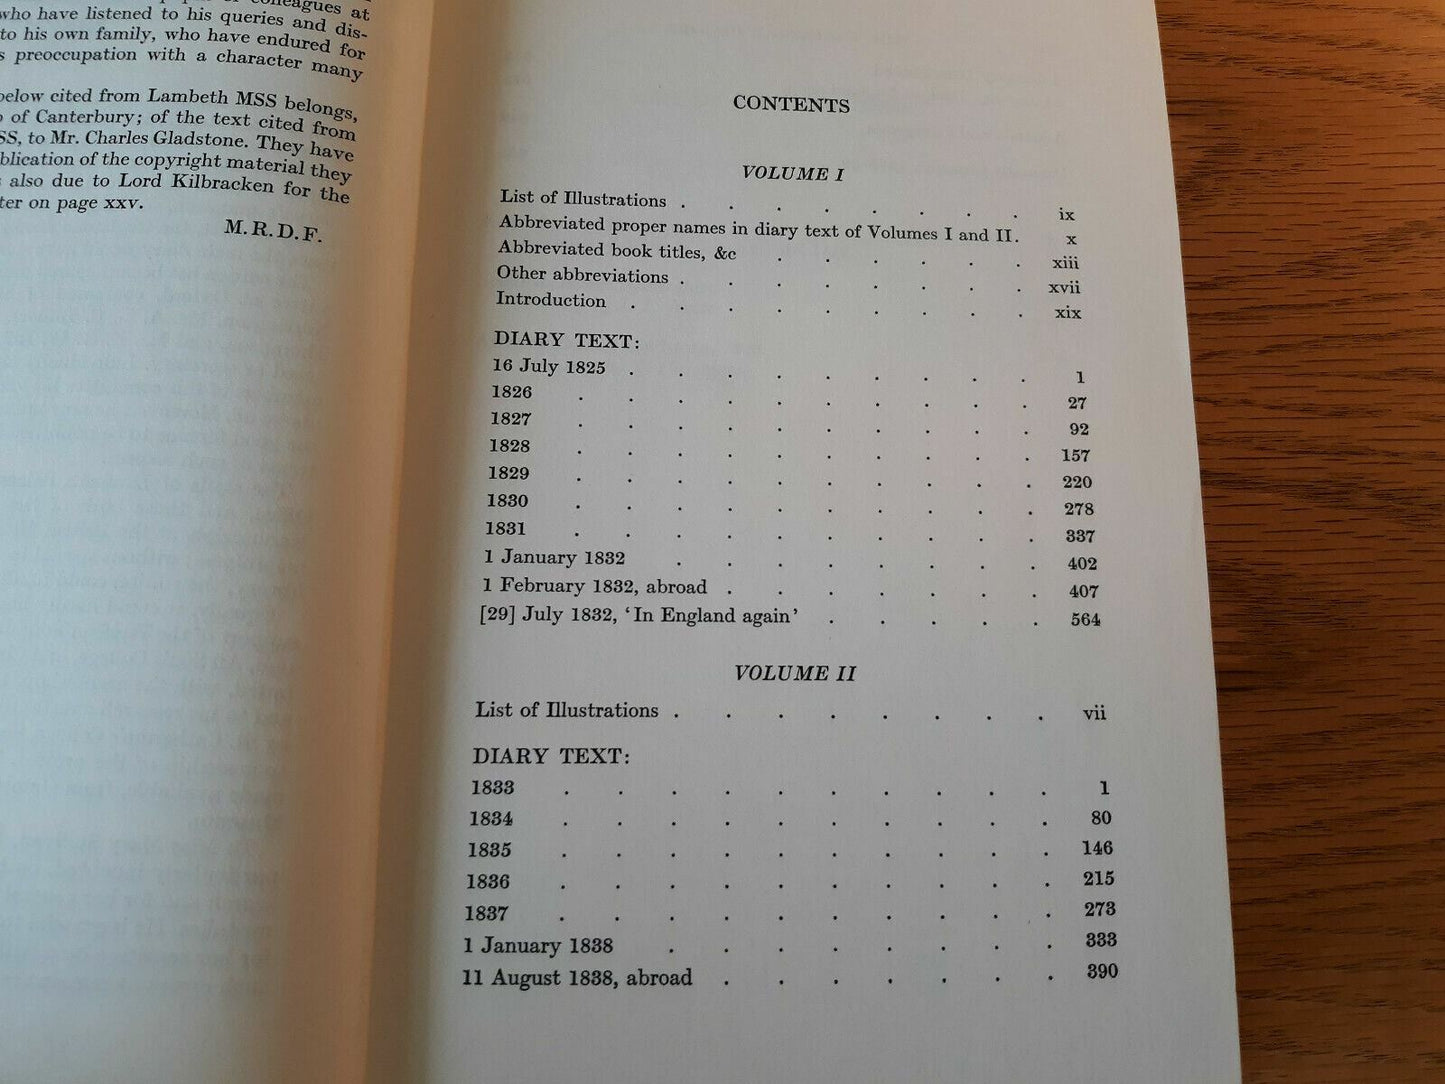 colleagues at
who have listened to his queries and dis-
to his own family, who have endured for
preoccupation with a character many
below cited from Lambeth MSS belongs,
of Canterbury; of the text cited from
to Mr. Charles Gladstone. They have
of the copyright material they
also due to Lord Kilbracken for the
on page xxv.
M.R.D.F.
CONTENTS
VOLUME I
List of Illustrations . . . . . . . . ix
Abbreviated proper names in diary text of Volumes I and II. x
Abbreviated book titles, &c . . . . . . xiii
Other abbreviations . . . . . . . . xvii
Introduction . . . . . . . . . xix
DIARY TEXT:
16 July 1825 . . . . . . . . . 1
1826 . . . . . . . . . . 27
1827 . . . . . . . . . . 92
1828 . . . . . . . . . . 157
1829 . . . . . . . . . . 220
1830 . . . . . . . . . . 278
1831 . . . . . . . . . . 337
1 January 1832 . . . . . . . . 402
1 February 1832, abroad . . . . . . . 407
[29] July 1832, ‘In England again’ . . . . . 564
VOLUME II
List of Illustrations . . . . . . . . vii
DIARY TEXT:
1833 . . . . . . . . . . 1
1834 . . . . . . . . . . 80
1835 . . . . . . . . . . 146
1836 . . . . . . . . . . 215
1837 . . . . . . . . . . 273
1 January 1838 . . . . . . . . 333
11 August 1838, abroad . . . . . . . 390